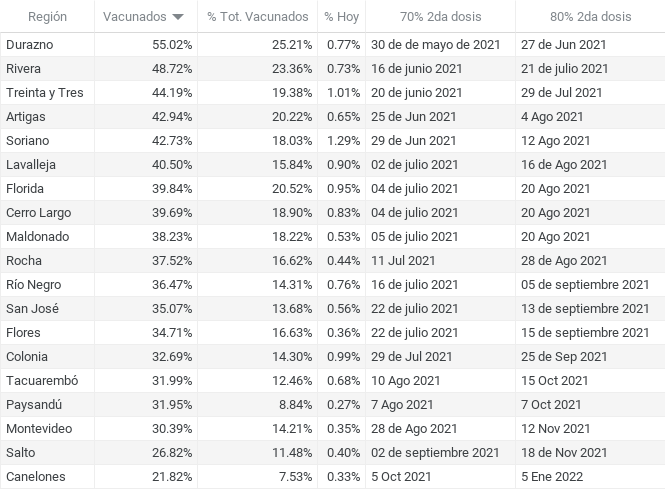 Región Vacunados % Tot. Vacunados % Hoy 70% 2da dosis 80% 2da dosis
Durazno 55.02% 25.21% 0.77% 30 de de mayo de 2021 27 de Jun 2021
Rivera 48.72% 23.36% 0.73% 16 de junio 2021 21 de julio 2021
Treinta y Tres 44.19% 19.38% 1.01% 20 de junio 2021 29 de Jul 2021
Artigas 42.94% 20.22% 0.65% 25 de Jun 2021 4 Ago 2021
Soriano 42.73% 18.03% 1.29% 29 de Jun 2021 12 Ago 2021
Lavalleja 40.50% 15.84% 0.90% 02 de julio 2021 16 de Ago 2021
Florida 39.84% 20.52% 0.95% 04 de julio 2021 20 Ago 2021
Cerro Largo 39.69% 18.90% 0.83% 04 de julio 2021 20 Ago 2021
Maldonado 38.23% 18.22% 0.53% 05 de julio 2021 20 Ago 2021
Rocha 37.52% 16.62% 0.44% 11 Jul 2021 28 de Ago 2021
Río Negro 36.47% 14.31% 0.76% 16 de julio 2021 05 de septiembre 2021
San José 35.07% 13.68% 0.56% 22 de julio 2021 13 de septiembre 2021
Flores 34.71% 16.63% 0.36% 22 de julio 2021 15 de septiembre 2021
Colonia 32.69% 14.30% 0.99% 29 de Jul 2021 25 de Sep 2021
Tacuarembó 31.99% 12.46% 0.68% 10 Ago 2021 15 Oct 2021
Paysandú 31.95% 8.84% 0.27% 7 Ago 2021 7 Oct 2021
Montevideo 30.39% 14.21% 0.35% 28 de Ago 2021 12 Nov 2021
Salto 26.82% 11.48% 0.40% 02 de septiembre 2021 18 de Nov 2021
Canelones 21.82% 7.53% 0.33% 5 Oct 2021 5 Ene 2022